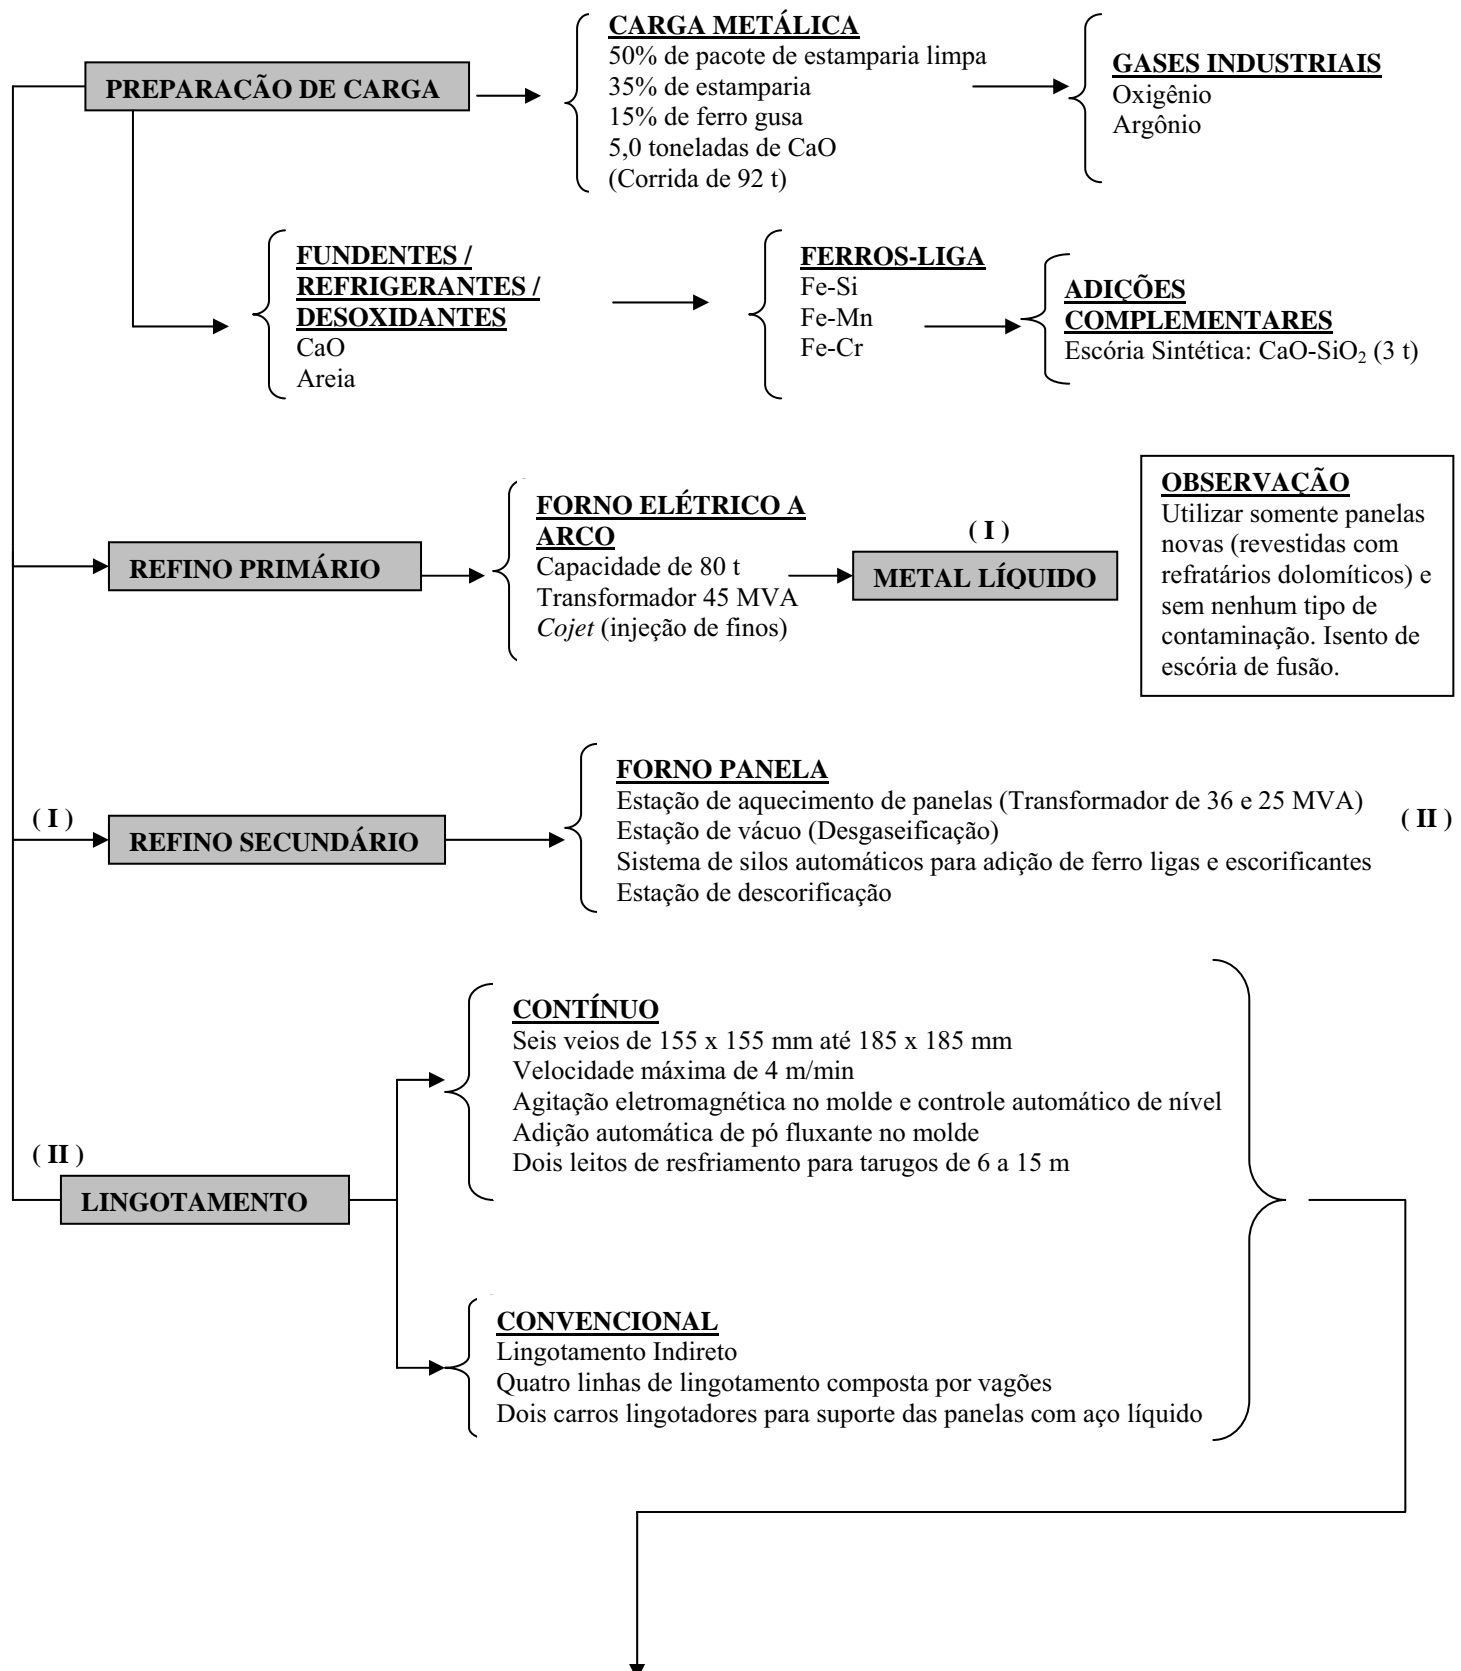 PREPARAÇÃO DE CARGA
CARGA METÁLICA
50% de pacote de estamparia limpa
35% de estamparia
15% de ferro gusa
5,0 toneladas de CaO
(Corrida de 92 t)
GASES INDUSTRIAIS
Oxigênio
Argônio
FUNDENTES /
REFRIGERANTES /
DESOXIDANTES
CaO
Areia
FERROS-LIGA
Fe-Si
Fe-Mn
Fe-Cr
ADIÇÕES
COMPLEMENTARES
Escória Sintética: CaO-SiO₂ (3 t)
REFINO PRIMÁRIO
FORNO ELÉTRICO A
ARCO
Capacidade de 80 t
Transformador 45 MVA
Cojet (injeção de finos)
( I )
METAL LÍQUIDO
OBSERVAÇÃO
Utilizar somente panelas
novas (revestidas com
refratários dolomíticos) e
sem nenhum tipo de
contaminação. Isento de
escória de fusão.
( I )
REFINO SECUNDÁRIO
FORNO PANELA
Estação de aquecimento de panelas (Transformador de 36 e 25 MVA)
Estação de vácuo (Desgaseificação)
Sistema de silos automáticos para adição de ferro ligas e escorificantes
Estação de descorificação
( II )
( II )
LINGOTAMENTO
CONTÍNUO
Seis veios de 155 x 155 mm até 185 x 185 mm
Velocidade máxima de 4 m/min
Agitação eletromagnética no molde e controle automático de nível
Adição automática de pó fluxante no molde
Dois leitos de resfriamento para tarugos de 6 a 15 m
CONVENCIONAL
Lingotamento Indireto
Quatro linhas de lingotamento composta por vagões
Dois carros lingotadores para suporte das panelas com aço líquido